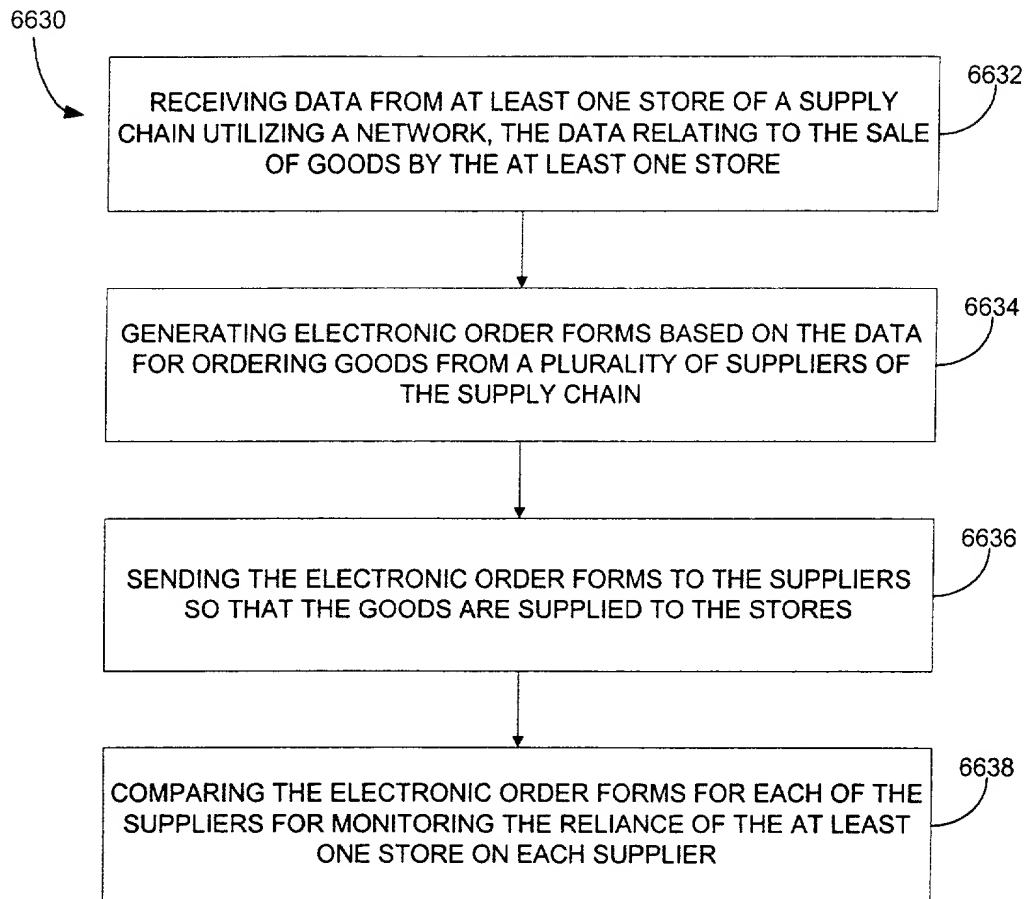 6630
6632
RECEIVING DATA FROM AT LEAST ONE STORE OF A SUPPLY
CHAIN UTILIZING A NETWORK, THE DATA RELATING TO THE SALE
OF GOODS BY THE AT LEAST ONE STORE
6634
GENERATING ELECTRONIC ORDER FORMS BASED ON THE DATA
FOR ORDERING GOODS FROM A PLURALITY OF SUPPLIERS OF
THE SUPPLY CHAIN
6636
SENDING THE ELECTRONIC ORDER FORMS TO THE SUPPLIERS
SO THAT THE GOODS ARE SUPPLIED TO THE STORES
6638
COMPARING THE ELECTRONIC ORDER FORMS FOR EACH OF THE
SUPPLIERS FOR MONITORING THE RELIANCE OF THE AT LEAST
ONE STORE ON EACH SUPPLIER